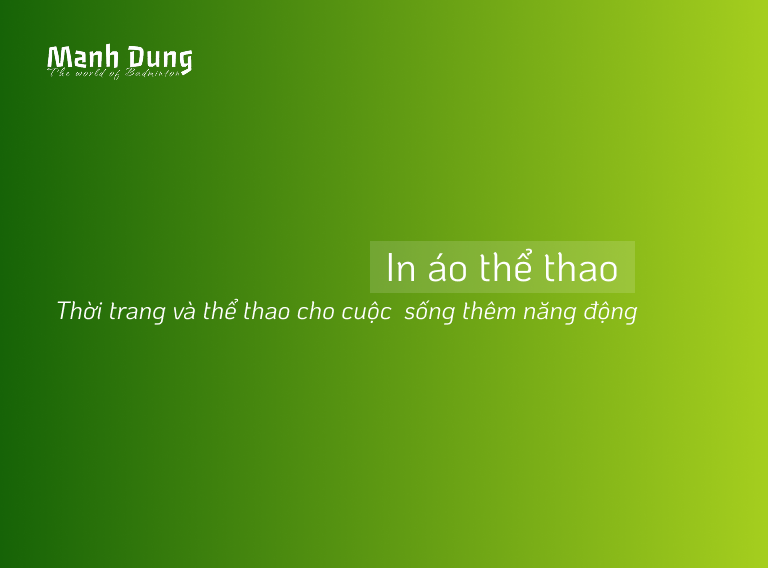 Manh Dung
The world of Badminton
In áo thể thao
Thời trang và thể thao cho cuộc sống thêm năng động